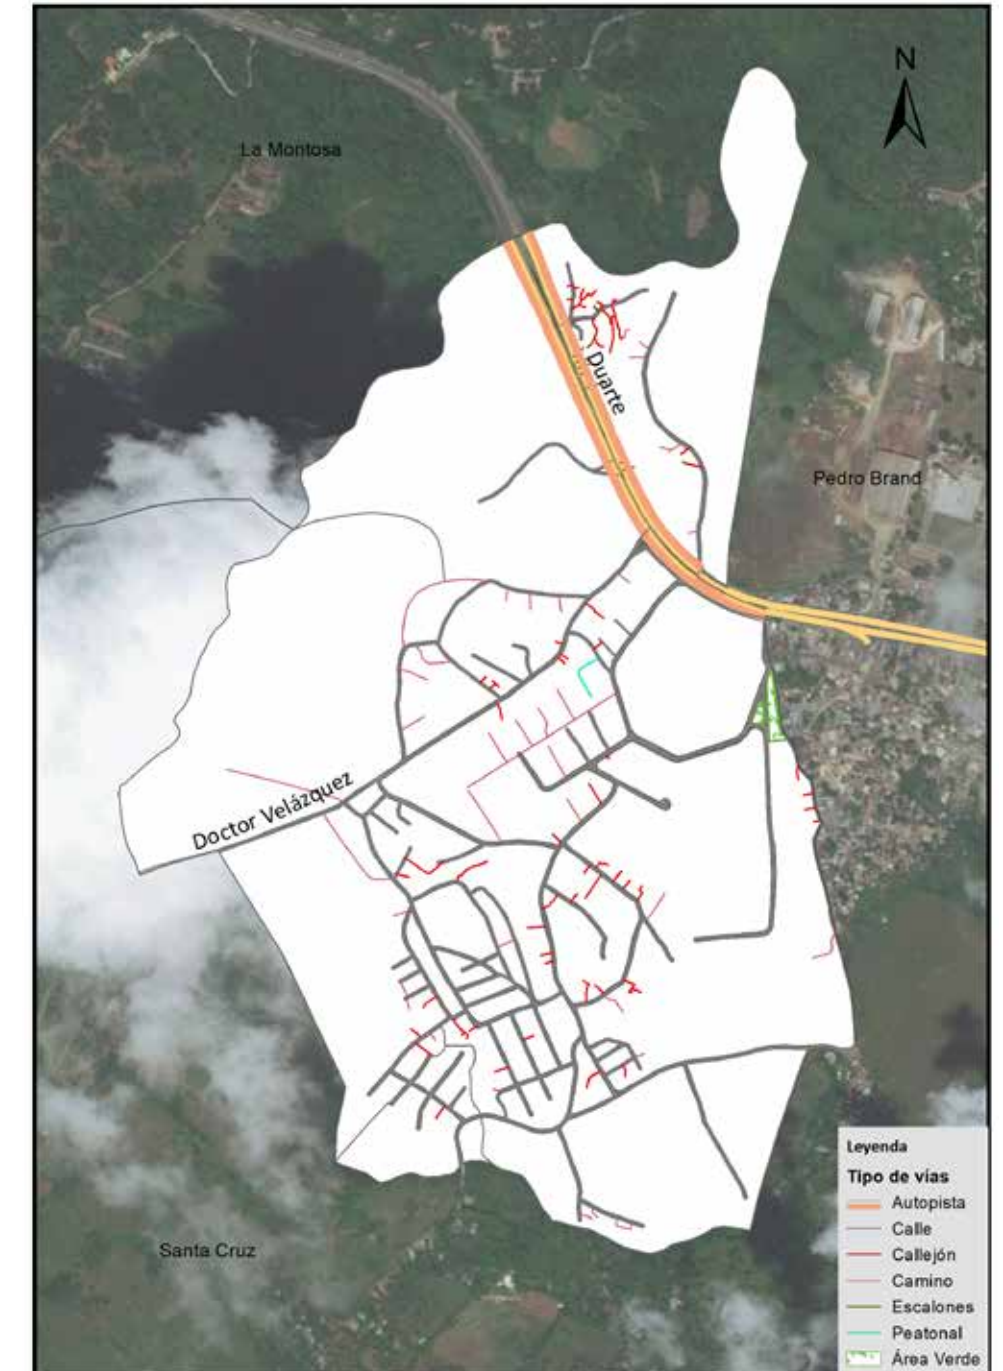 N
La Montosa
Duarte
Pedro Brand
Doctor Velázquez
Santa Cruz
Leyenda
Tipo de vías
Autopista
Calle
Callejón
Camino
Escalones
Peatonal
Área Verde